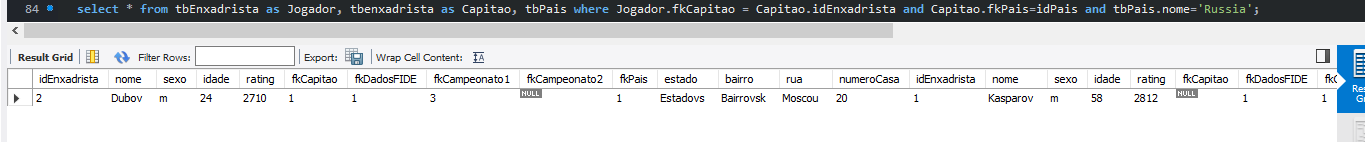 84 select * from tbEnxadrista as Jogador, tbenxadrista as Capitao, tbPais where Jogador.fkCapitao = Capitao.idEnxadrista and Capitao.fkPais=idPais and tbPais.nome='Russia';
Result Grid Filter Rows: Export: Wrap Cell Content:
idEnxadrista nome sexo idade rating fkCapitao fkDadosFIDE fkCampeonato1 fkCampeonato2 fkPais estado bairro rua numeroCasa idEnxadrista nome sexo idade rating fkCapitao fkDadosFIDE
2 Dubov m 24 2710 1 1 3 NULL 1 Estadovs Bairrovsk Moscou 20 1 Kasparov m 58 2812 NULL 1 1